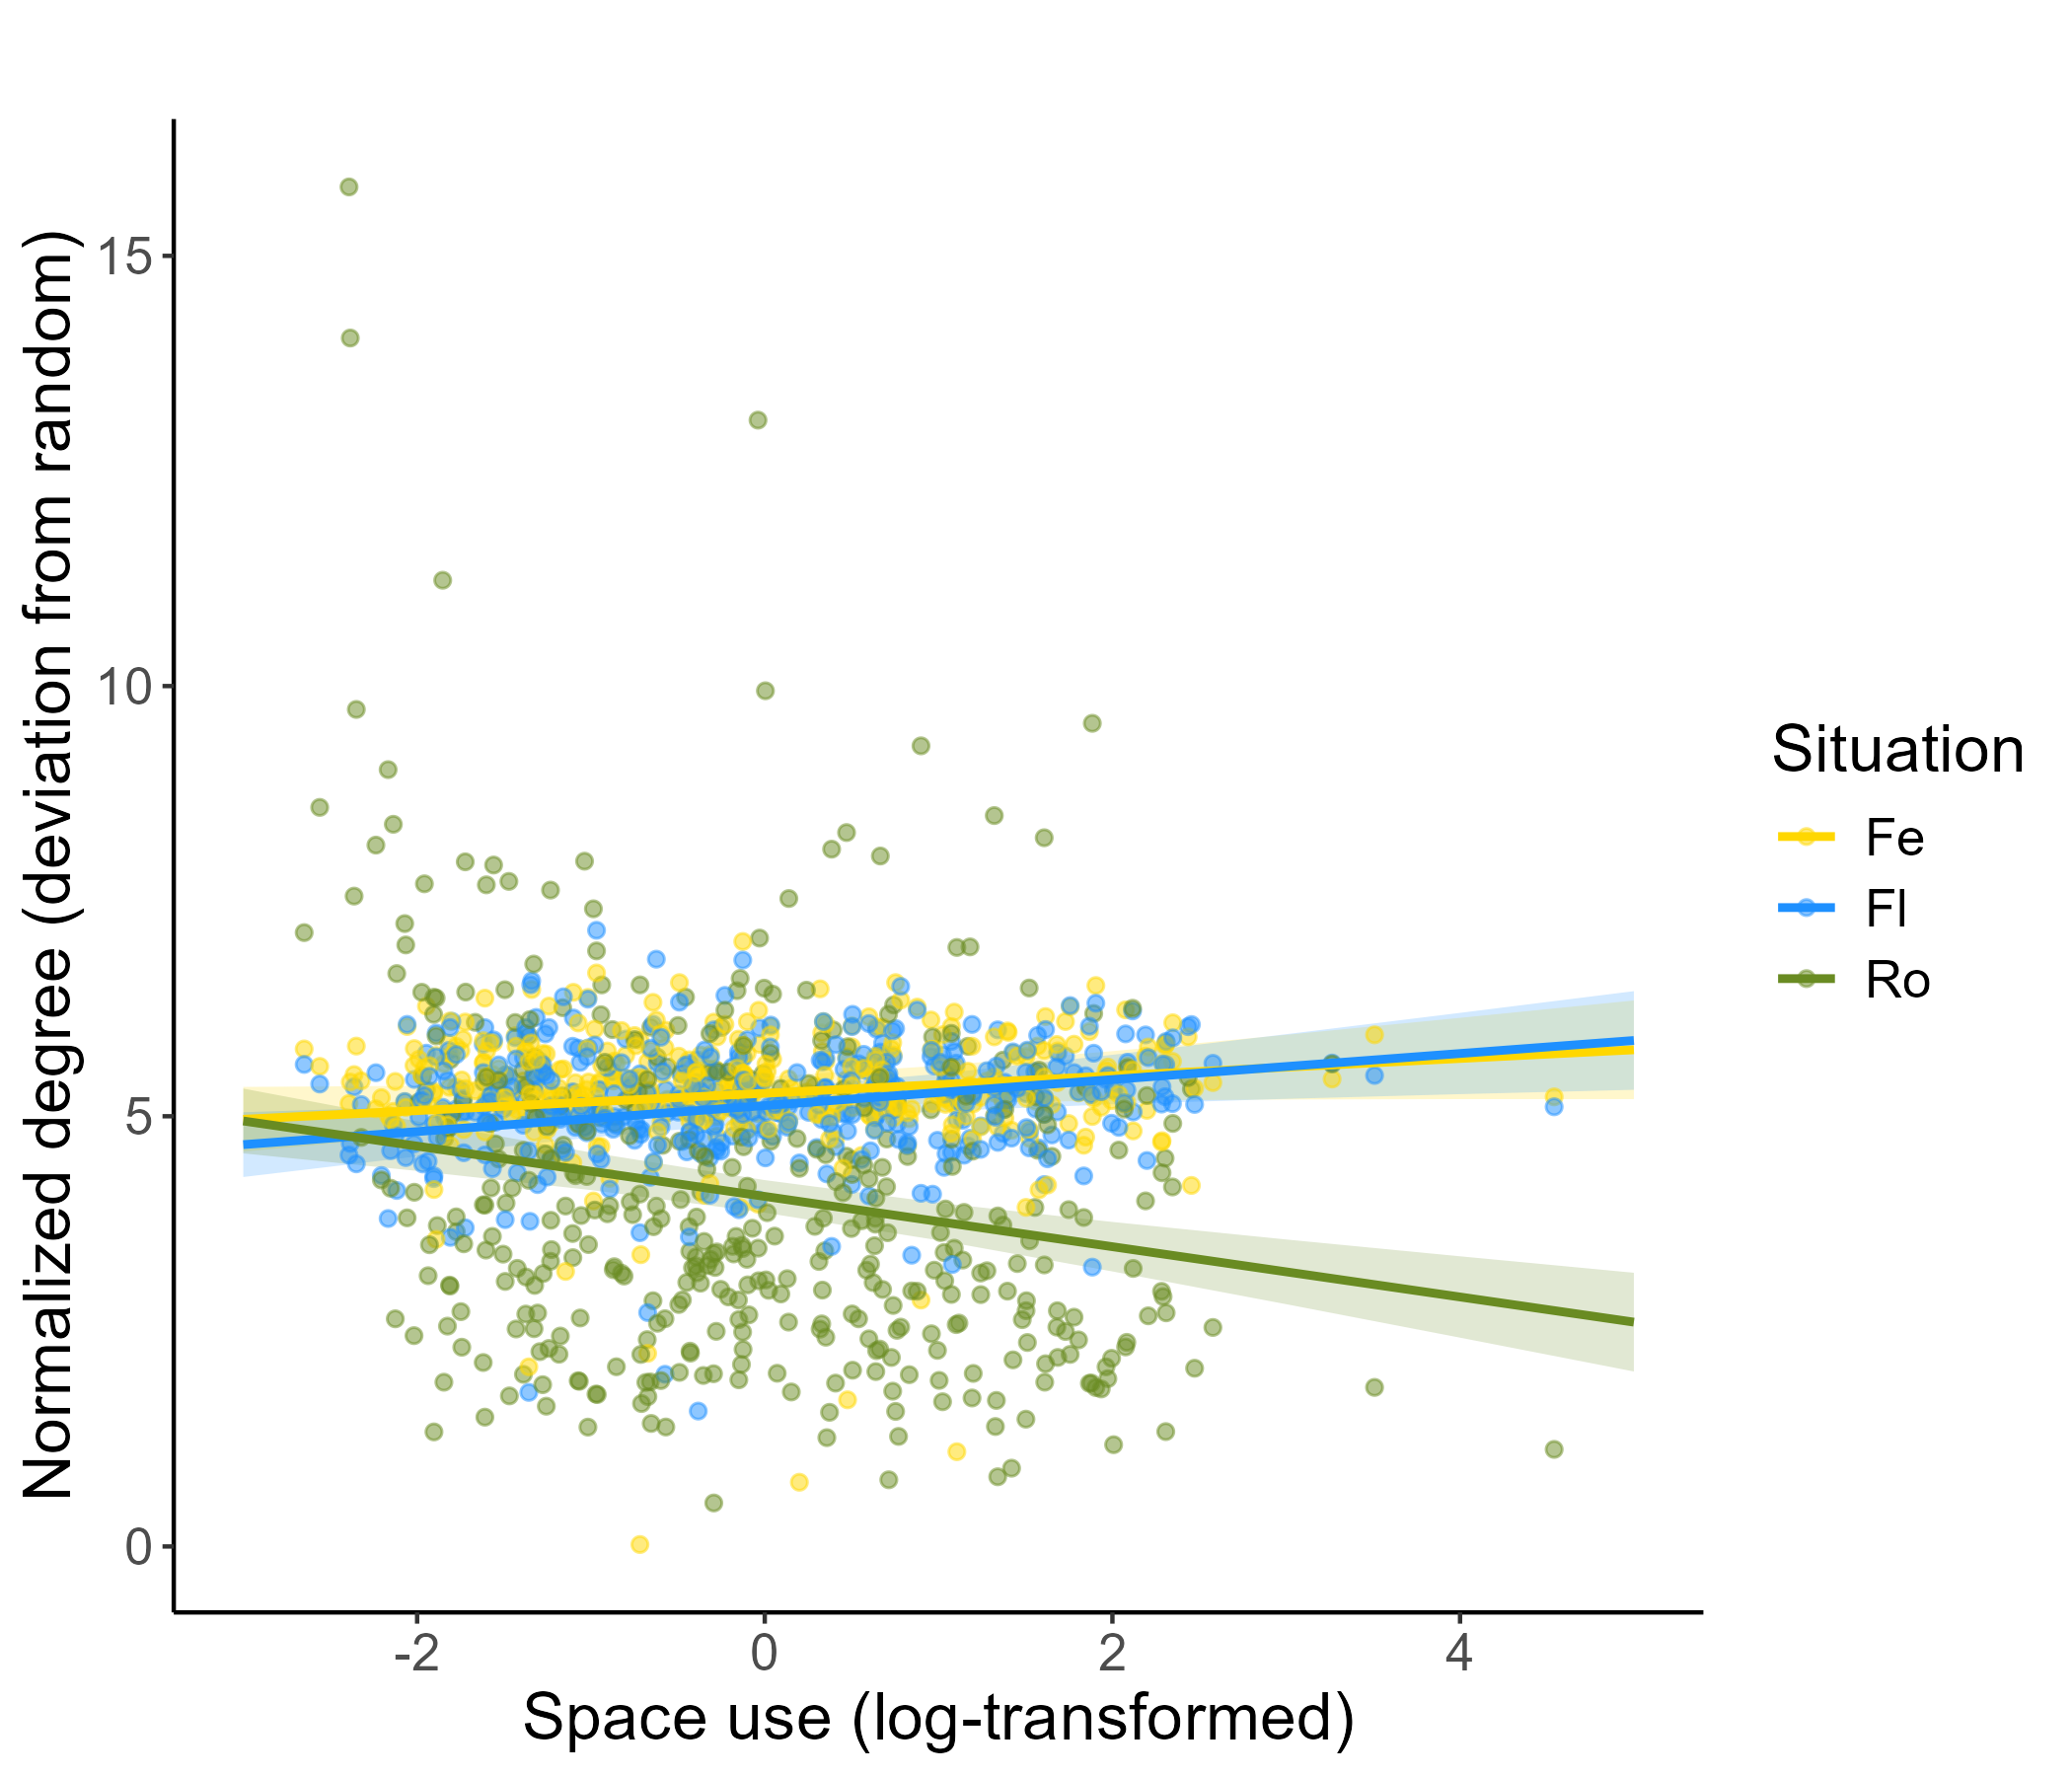 Normalized degree (deviation from random)
15
10
5
0
-2
0
2
4
Space use (log-transformed)
Situation
Fe
Fl
Ro